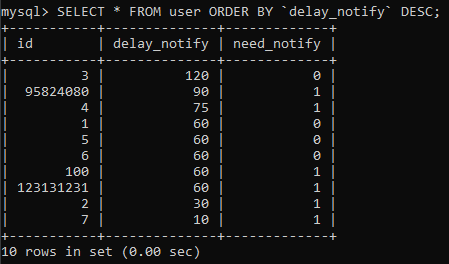 mysql> SELECT * FROM user ORDER BY `delay_notify` DESC;
+-----------+--------------+-------------+
| id        | delay_notify | need_notify |
+-----------+--------------+-------------+
|         3 |          120 |           0 |
|  95824080 |           90 |           1 |
|         4 |           75 |           1 |
|         1 |           60 |           0 |
|         5 |           60 |           0 |
|         6 |           60 |           0 |
|       100 |           60 |           1 |
| 123131231 |           60 |           1 |
|         2 |           30 |           1 |
|         7 |           10 |           1 |
+-----------+--------------+-------------+
10 rows in set (0.00 sec)